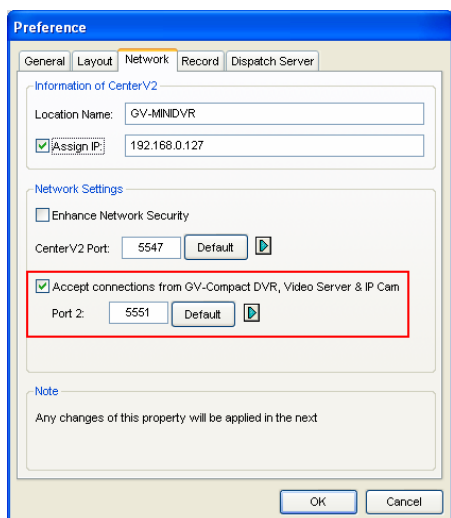 Preference
General Layout Network Record Dispatch Server
Information of CenterV2
Location Name: GV-MINIDVR
Assign IP: 192.168.0.127
Network Settings
Enhance Network Security
CenterV2 Port: 5547 Default
Accept connections from GV-Compact DVR, Video Server & IP Cam
Port 2: 5551 Default
Note
Any changes of this property will be applied in the next
OK Cancel